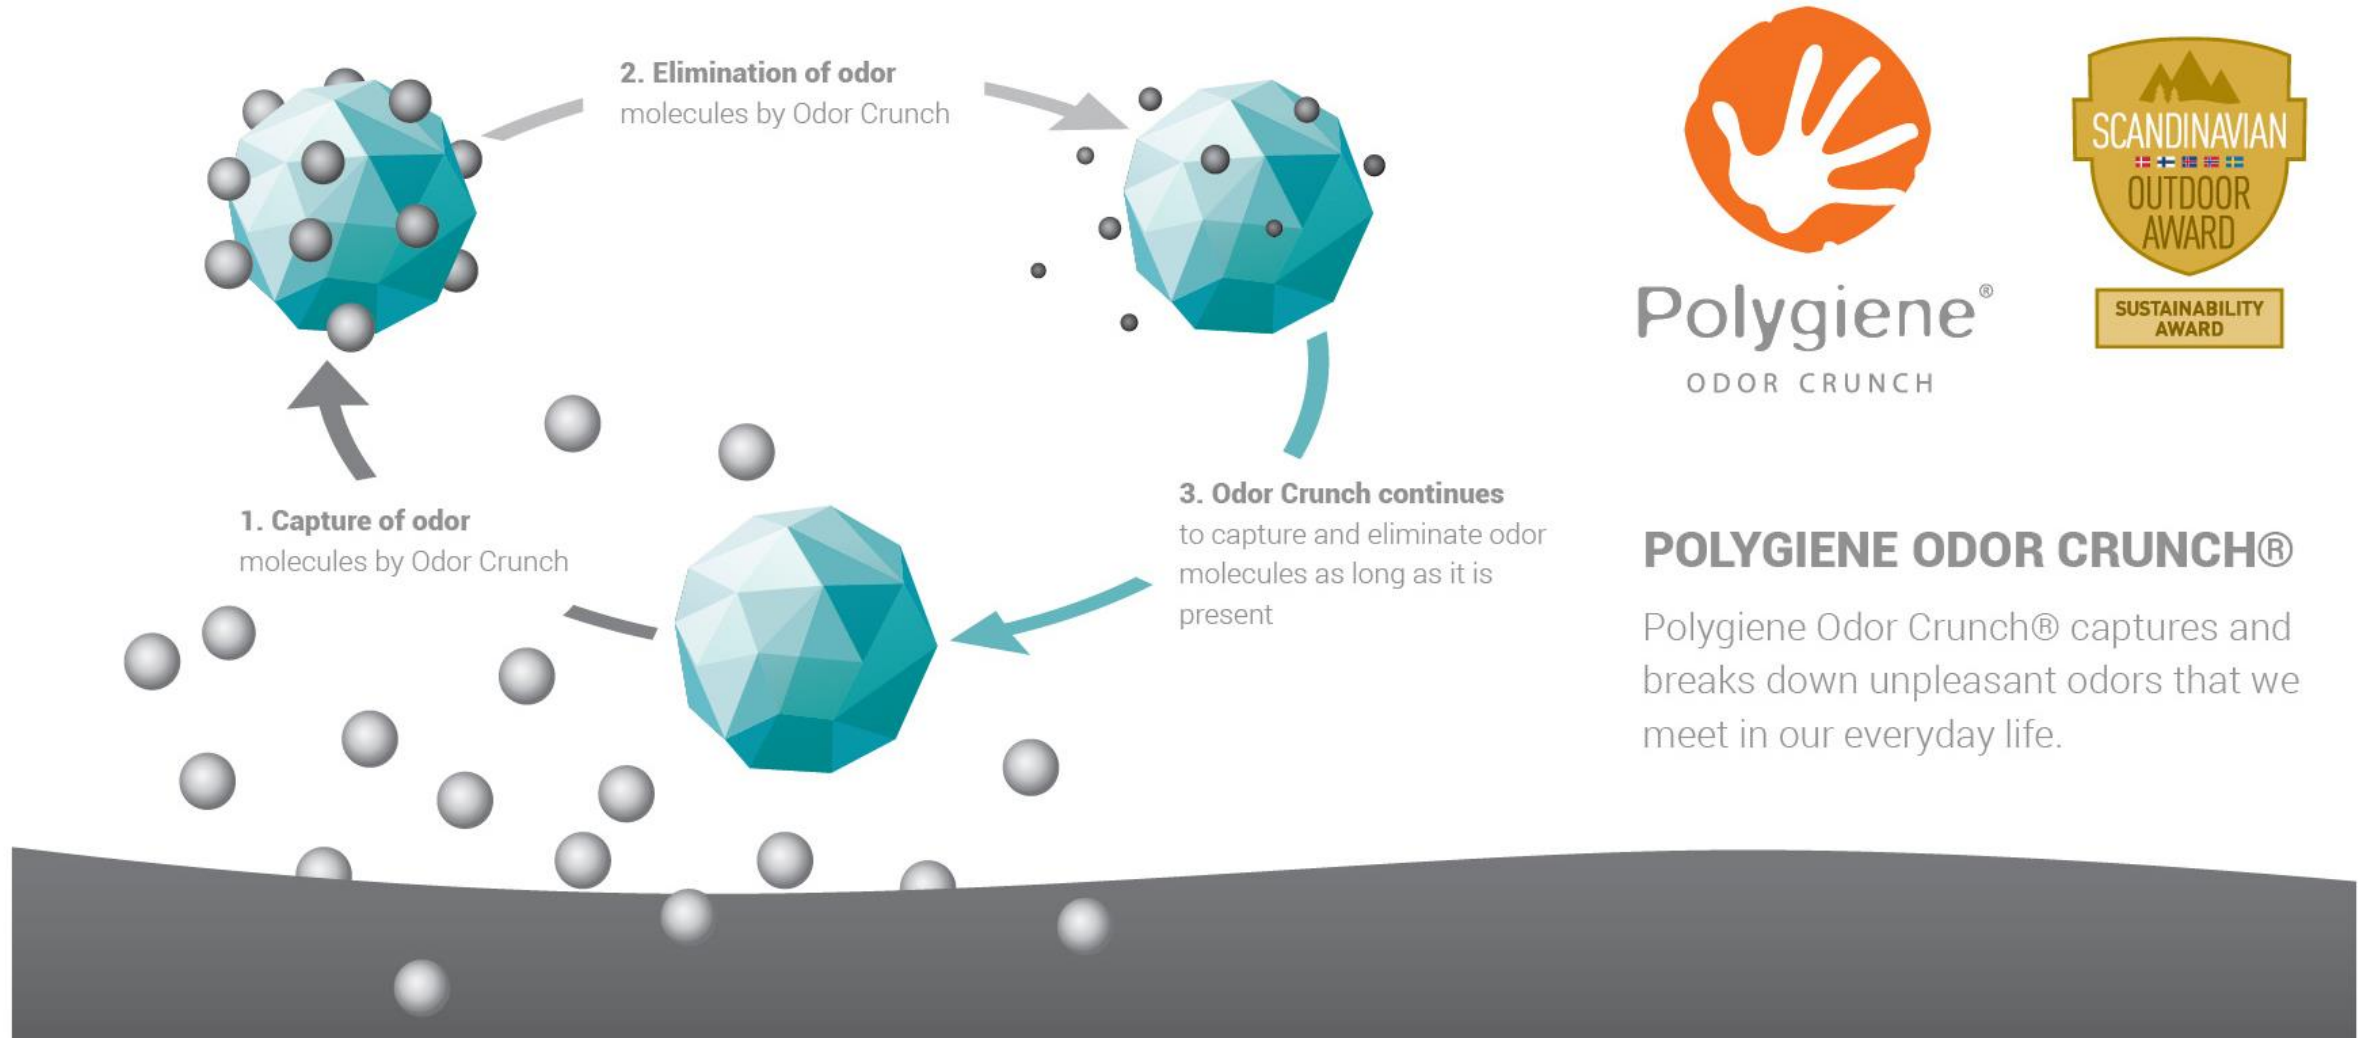 1. Capture of odor
molecules by Odor Crunch
2. Elimination of odor
molecules by Odor Crunch
3. Odor Crunch continues
to capture and eliminate odor
molecules as long as it is
present
Polygiene®
ODOR CRUNCH
SCANDINAVIAN
OUTDOOR
AWARD
SUSTAINABILITY
AWARD
POLYGIENE ODOR CRUNCH®
Polygiene Odor Crunch® captures and
breaks down unpleasant odors that we
meet in our everyday life.